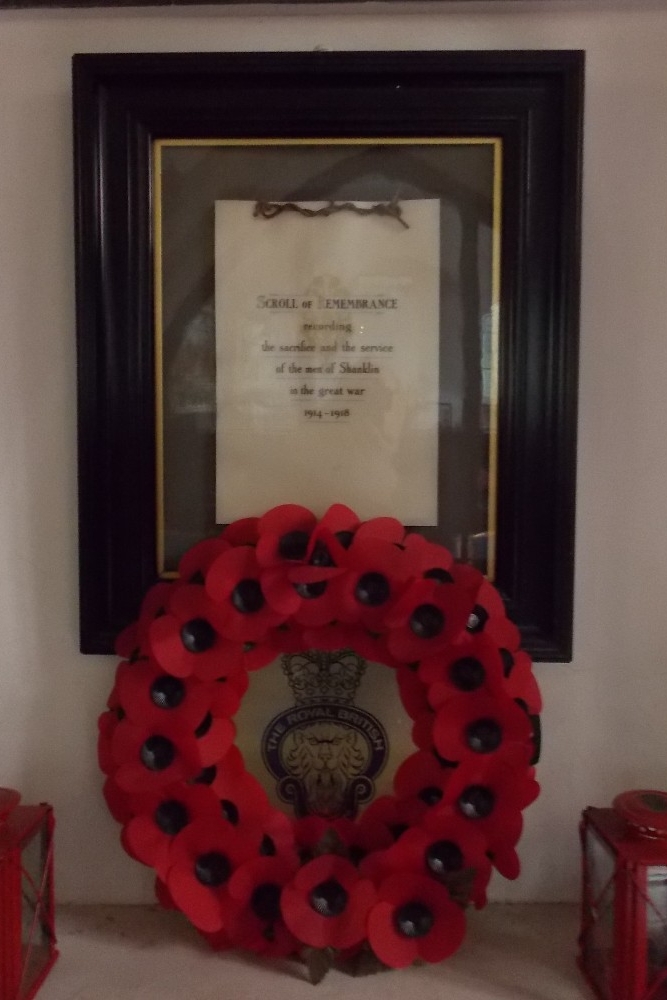 SCROLL OF REMEMBRANCE
recording
the sacrifice and the service
of the men of Shanklin
in the great war
1914-1918
THE ROYAL BRITISH